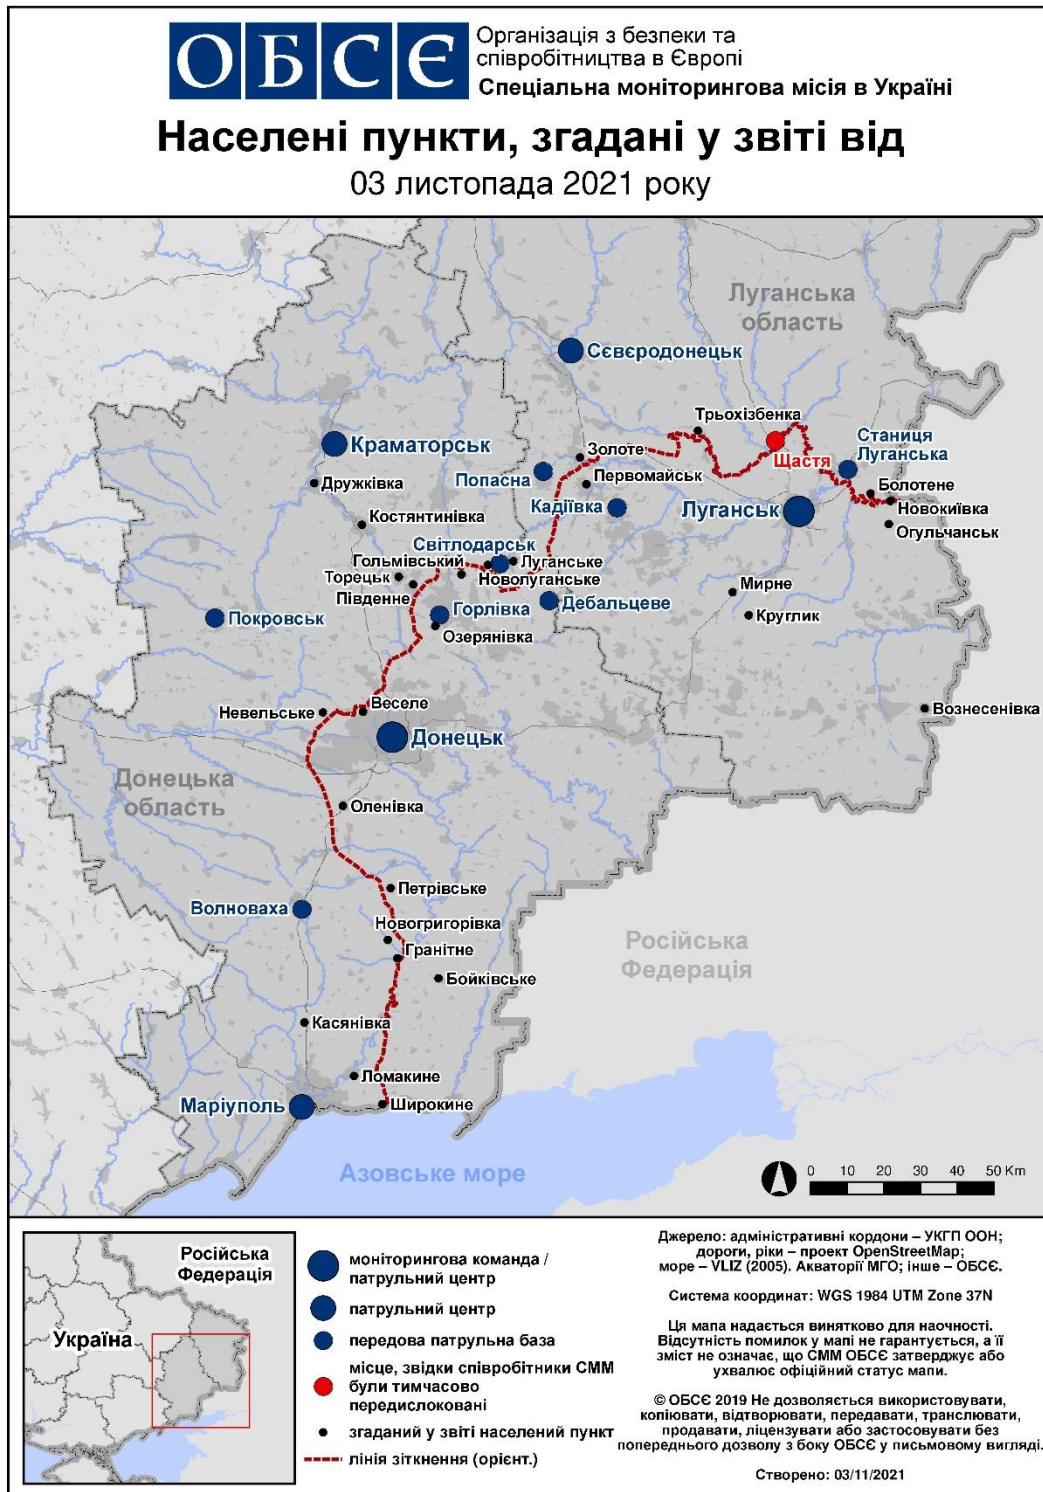 ОБСЄ
Організація з безпеки та
співробітництва в Європі
Спеціальна моніторингова місія в Україні
Населені пункти, згадані у звіті від
03 листопада 2021 року
Луганська
область
Сєвєродонецьк
Трьохізбенка
Краматорськ
Золоте
Щастя
Станиця
Луганська
Попасна
Первомайськ
Болотене
Дружківка
Кадіївка
Луганськ
Новокиївка
Костянтинівка
Огульчанськ
Світлодарськ
Гольмівський
Луганське
Торецьк
Новолуганське
Південне
Мирне
Дебальцеве
Горлівка
Покровськ
Круглик
Озерянівка
Веселе
Невельське
Вознесенівка
Донецьк
Донецька
область
Оленівка
Петрівське
Волноваха
Новогригорівка
Гранітне
Російська
Федерація
Бойківське
Касянівка
Ломакине
Маріуполь
Широкине
Азовське море
0 10 20 30 40 50 Km
Російська
Федерація
Україна
моніторингова команда /
патрульний центр
патрульний центр
передова патрульна база
місце, звідки співробітники СММ
були тимчасово
передислоковані
згаданий у звіті населений пункт
лінія зіткнення (орієнт.)
Джерело: адміністративні кордони – УКГП ООН;
дороги, ріки – проект OpenStreetMap;
море – VLIZ (2005). Акваторії МГО; інше – ОБСЄ.
Система координат: WGS 1984 UTM Zone 37N
Ця мапа надається винятково для наочності.
Відсутність помилок у мапі не гарантується, а її
зміст не означає, що СММ ОБСЄ затверджує або
ухвалює офіційний статус мапи.
© ОБСЄ 2019 Не дозволяється використовувати,
копіювати, відтворювати, передавати, транслювати,
продавати, ліцензувати або застосовувати без
попереднього дозволу з боку ОБСЄ у письмовому вигляді.
Створено: 03/11/2021